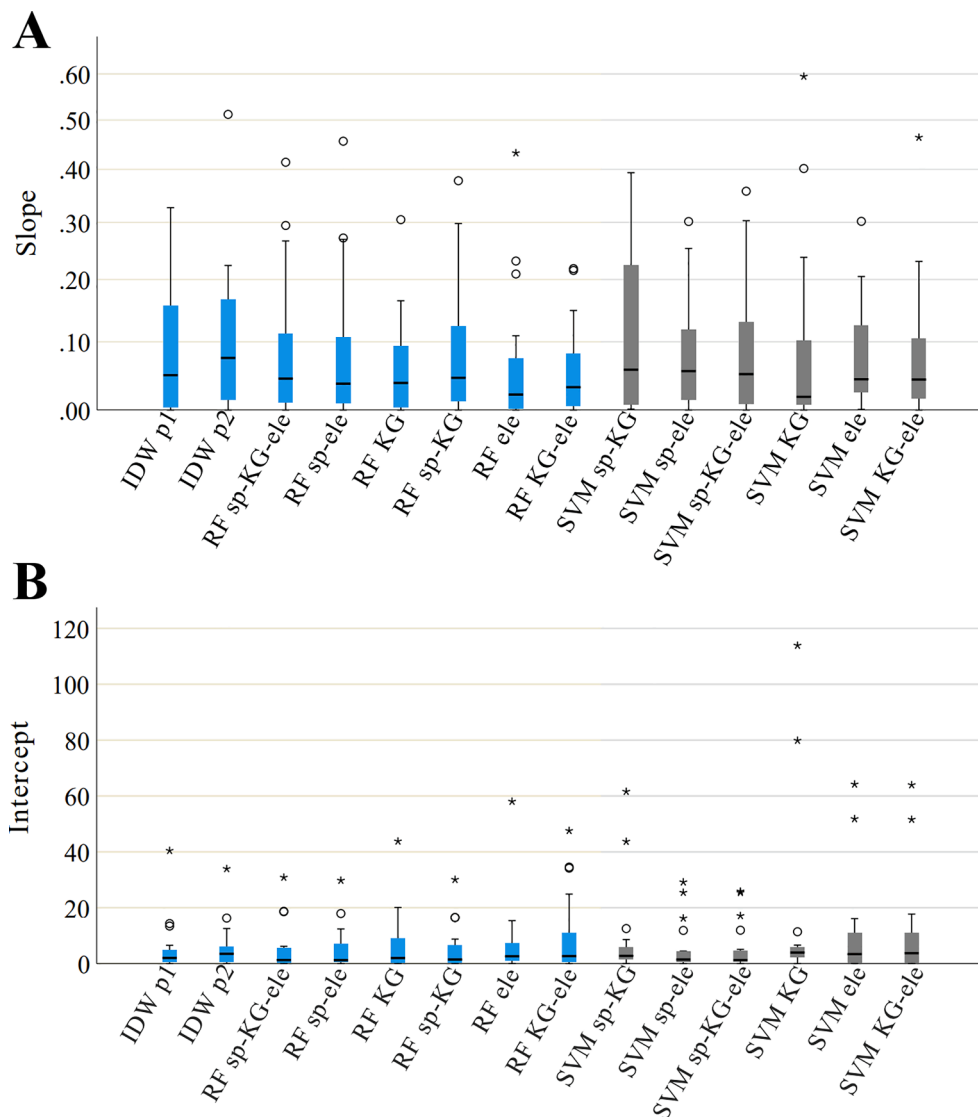 A
.60
.50
.40
.30
.20
.10
.00
Slope
IDW p1
IDW p2
RF sp-KG-ele
RF sp-ele
RF KG
RF sp-KG
RF ele
RF KG-ele
SVM sp-KG
SVM sp-ele
SVM sp-KG-ele
SVM KG
SVM ele
SVM KG-ele
B
120
100
80
60
40
20
0
Intercept
IDW p1
IDW p2
RF sp-KG-ele
RF sp-ele
RF KG
RF sp-KG
RF ele
RF KG-ele
SVM sp-KG
SVM sp-ele
SVM sp-KG-ele
SVM KG
SVM ele
SVM KG-ele